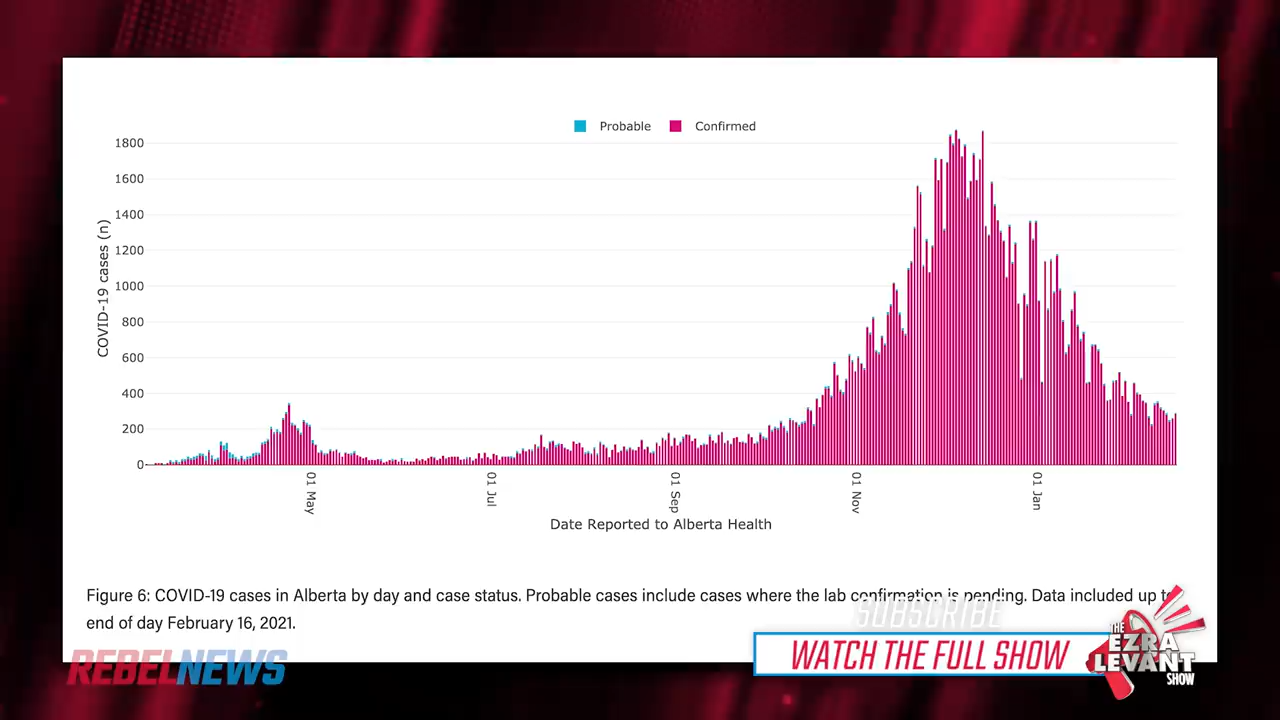 Probable Confirmed
1800
1600
1400
1200
1000
800
600
400
200
0
COVID-19 cases (n)
01 May
01 Jul
01 Sep
01 Nov
01 Jan
Date Reported to Alberta Health
Figure 6: COVID-19 cases in Alberta by day and case status. Probable cases include cases where the lab confirmation is pending. Data included up to
end of day February 16, 2021.
SUBSCRIBE
WATCH THE FULL SHOW
THE
EZRA
LEVANT
SHOW
REBELNEWS